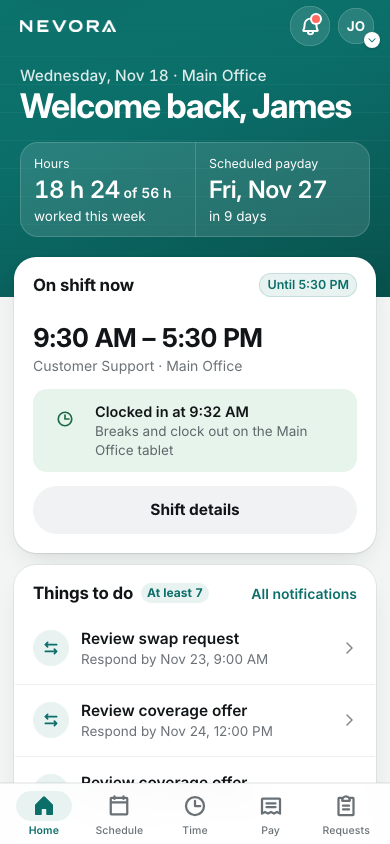 NEVORA
JO
Wednesday, Nov 18 · Main Office
Welcome back, James
Hours
18 h 24 of 56 h
worked this week
Scheduled payday
Fri, Nov 27
in 9 days
On shift now
Until 5:30 PM
9:30 AM – 5:30 PM
Customer Support · Main Office
Clocked in at 9:32 AM
Breaks and clock out on the Main
Office tablet
Shift details
Things to do
At least 7
All notifications
Review swap request
Respond by Nov 23, 9:00 AM
Review coverage offer
Respond by Nov 24, 12:00 PM
Review coverage offer
Home
Schedule
Time
Pay
Requests